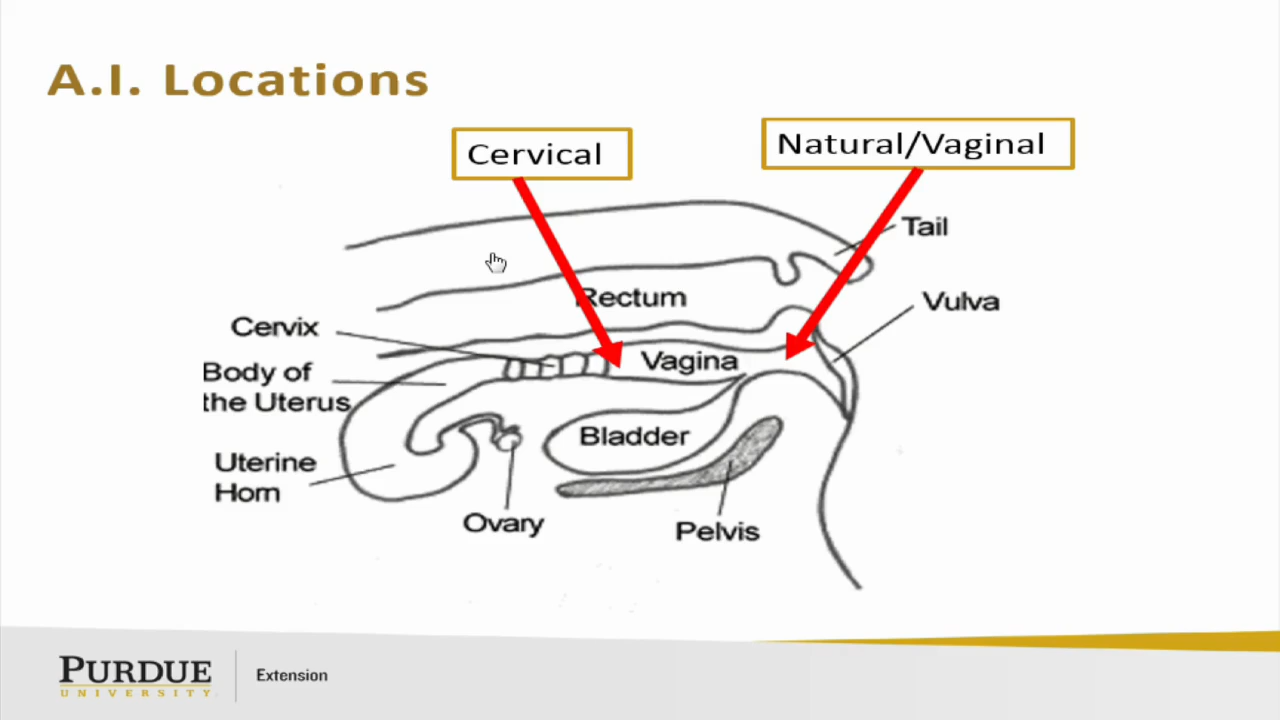 A.I. Locations
Cervical
Natural/Vaginal
Tail
Rectum
Vulva
Cervix
Vagina
Body of
the Uterus
Bladder
Uterine
Horn
Ovary
Pelvis
PURDUE
UNIVERSITY
Extension